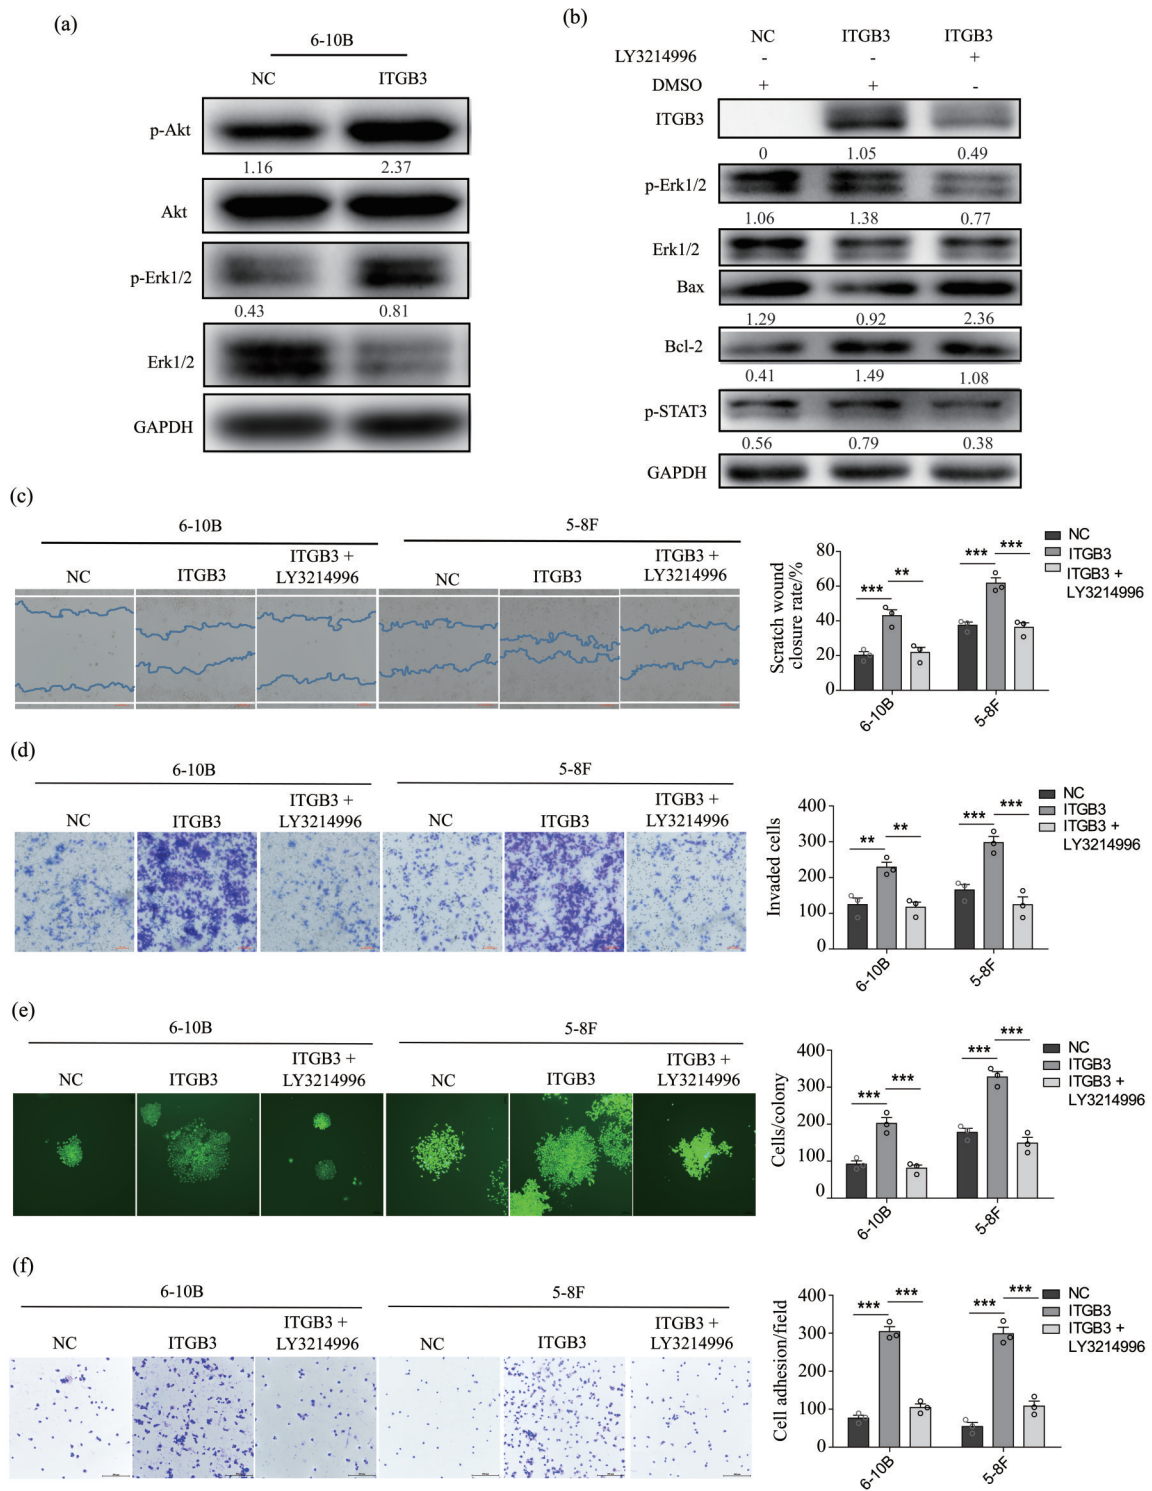 (a)
6-10B
NC ITGB3
p-Akt
1.16 2.37
Akt
p-Erk1/2
0.43 0.81
Erk1/2
GAPDH
(b)
NC ITGB3 ITGB3
LY3214996 - - +
DMSO + + -
ITGB3
0 1.05 0.49
p-Erk1/2
1.06 1.38 0.77
Erk1/2
Bax
1.29 0.92 2.36
Bcl-2
0.41 1.49 1.08
p-STAT3
0.56 0.79 0.38
GAPDH
(c)
6-10B 5-8F
NC ITGB3 ITGB3 + LY3214996 NC ITGB3 ITGB3 + LY3214996
Scratch wound
closure rate/%
80
60
40
20
0
*** ** *** ***
6-10B 5-8F
NC
ITGB3
ITGB3 +
LY3214996
(d)
6-10B 5-8F
NC ITGB3 ITGB3 + LY3214996 NC ITGB3 ITGB3 + LY3214996
Invaded cells
400
300
200
100
0
** ** *** ***
6-10B 5-8F
NC
ITGB3
ITGB3 +
LY3214996
(e)
6-10B 5-8F
NC ITGB3 ITGB3 + LY3214996 NC ITGB3 ITGB3 + LY3214996
Cells/colony
400
300
200
100
0
*** *** *** ***
6-10B 5-8F
NC
ITGB3
ITGB3 +
LY3214996
(f)
6-10B 5-8F
NC ITGB3 ITGB3 + LY3214996 NC ITGB3 ITGB3 + LY3214996
Cell adhesion/field
400
300
200
100
0
*** *** *** ***
6-10B 5-8F
NC
ITGB3
ITGB3 +
LY3214996